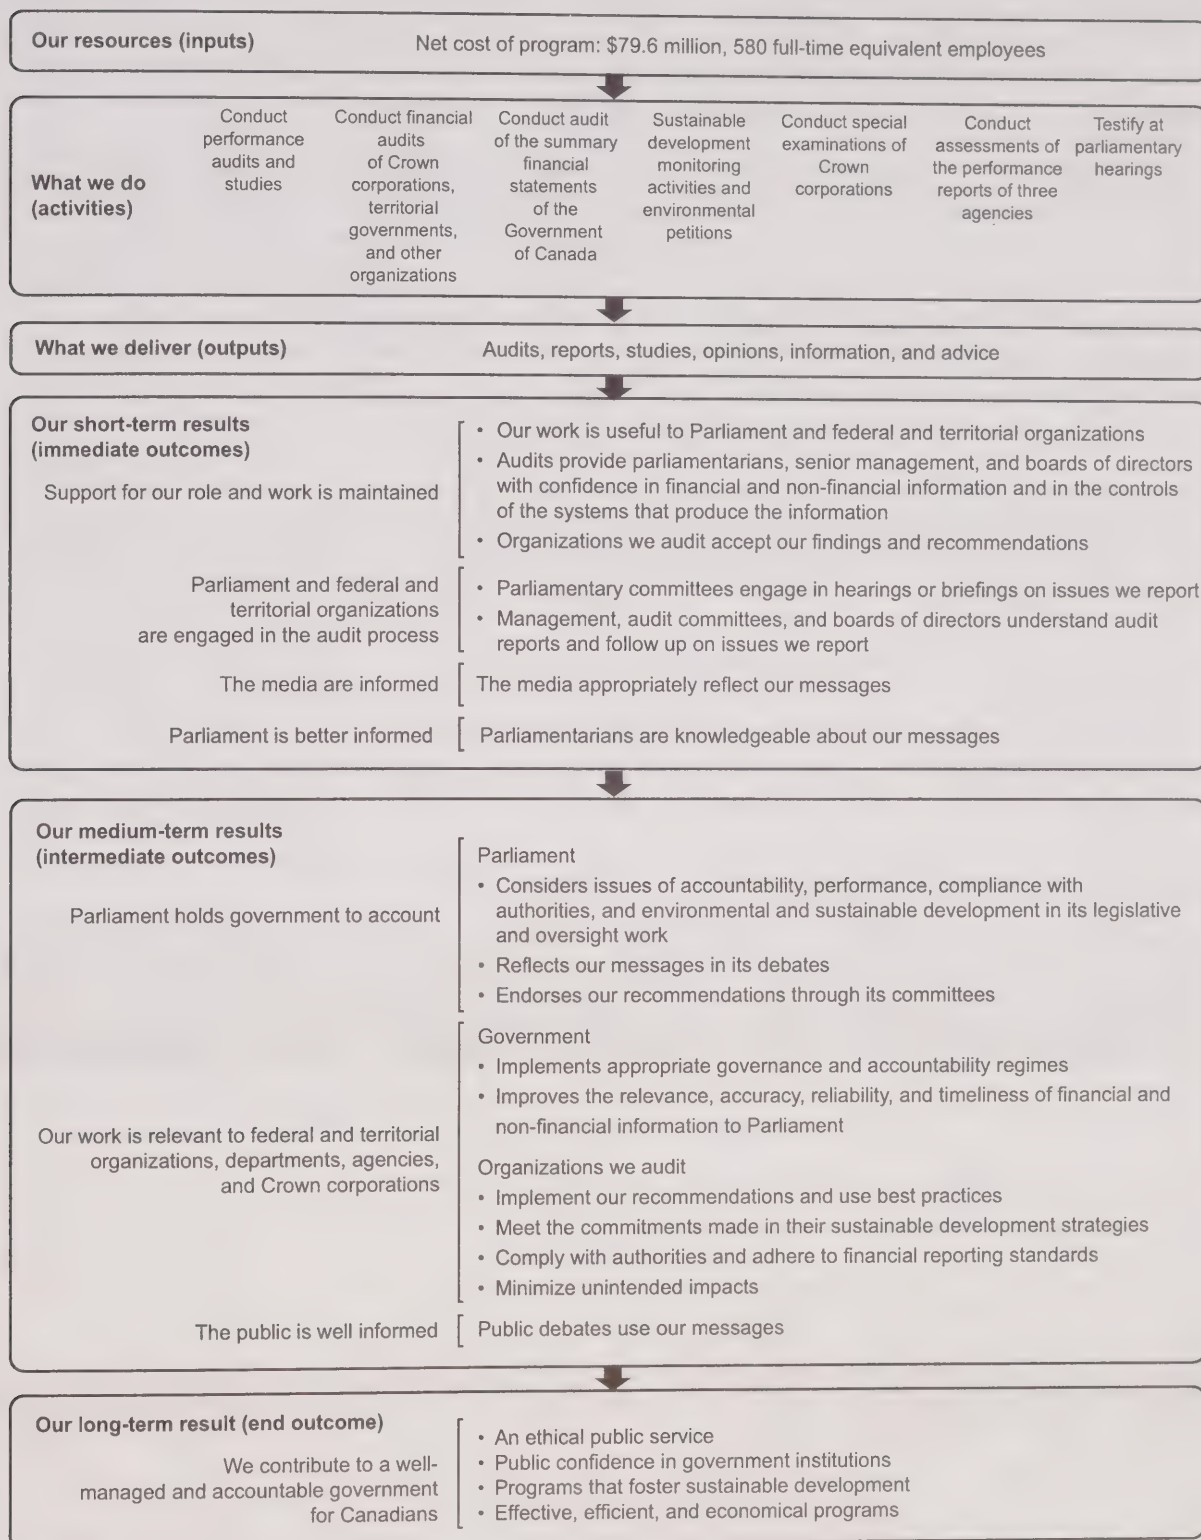 Our resources (inputs)
Net cost of program: $79.6 million, 580 full-time equivalent employees
What we do
(activities)
Conduct
performance
audits and
studies
Conduct financial
audits
of Crown
corporations,
territorial
governments,
and other
organizations
Conduct audit
of the summary
financial
statements
of the
Government
of Canada
Sustainable
development
monitoring
activities and
environmental
petitions
Conduct special
examinations of
Crown
corporations
Conduct
assessments of
the performance
reports of three
agencies
Testify at
parliamentary
hearings
What we deliver (outputs)
Audits, reports, studies, opinions, information, and advice
Our short-term results
(immediate outcomes)
Support for our role and work is maintained
• Our work is useful to Parliament and federal and territorial organizations
• Audits provide parliamentarians, senior management, and boards of directors
with confidence in financial and non-financial information and in the controls
of the systems that produce the information
• Organizations we audit accept our findings and recommendations
Parliament and federal and
territorial organizations
are engaged in the audit process
• Parliamentary committees engage in hearings or briefings on issues we report
• Management, audit committees, and boards of directors understand audit
reports and follow up on issues we report
The media are informed
The media appropriately reflect our messages
Parliament is better informed
Parliamentarians are knowledgeable about our messages
Our medium-term results
(intermediate outcomes)
Parliament holds government to account
Parliament
• Considers issues of accountability, performance, compliance with
authorities, and environmental and sustainable development in its legislative
and oversight work
• Reflects our messages in its debates
• Endorses our recommendations through its committees
Our work is relevant to federal and territorial
organizations, departments, agencies,
and Crown corporations
Government
• Implements appropriate governance and accountability regimes
• Improves the relevance, accuracy, reliability, and timeliness of financial and
non-financial information to Parliament
Organizations we audit
• Implement our recommendations and use best practices
• Meet the commitments made in their sustainable development strategies
• Comply with authorities and adhere to financial reporting standards
• Minimize unintended impacts
The public is well informed
Public debates use our messages
Our long-term result (end outcome)
We contribute to a well-
managed and accountable government
for Canadians
• An ethical public service
• Public confidence in government institutions
• Programs that foster sustainable development
• Effective, efficient, and economical programs